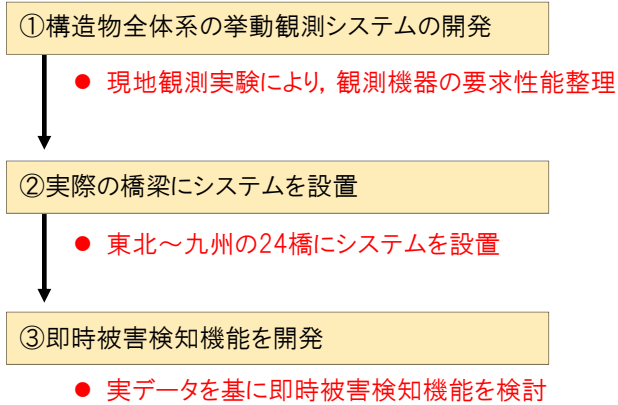 ①構造物全体系の挙動観測システムの開発
● 現地観測実験により，観測機器の要求性能整理
②実際の橋梁にシステムを設置
● 東北～九州の24橋にシステムを設置
③即時被害検知機能を開発
● 実データを基に即時被害検知機能を検討